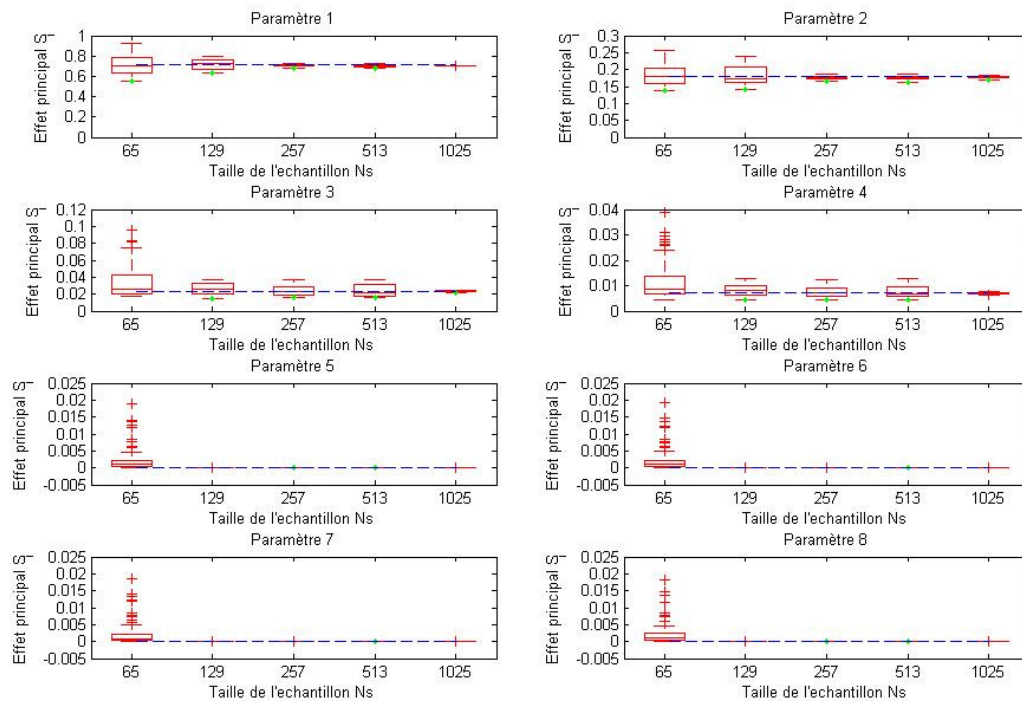 Paramètre 1
Effet principal S_i
1
0.8
0.6
0.4
0.2
0
65 129 257 513 1025
Taille de l'echantillon Ns
Paramètre 2
Effet principal S_i
0.3
0.25
0.2
0.15
0.1
0.05
0
65 129 257 513 1025
Taille de l'echantillon Ns
Paramètre 3
Effet principal S_i
0.12
0.1
0.08
0.06
0.04
0.02
0
65 129 257 513 1025
Taille de l'echantillon Ns
Paramètre 4
Effet principal S_i
0.04
0.03
0.02
0.01
0
65 129 257 513 1025
Taille de l'echantillon Ns
Paramètre 5
Effet principal S_i
0.025
0.02
0.015
0.01
0.005
0
-0.005
65 129 257 513 1025
Taille de l'echantillon Ns
Paramètre 6
Effet principal S_i
0.025
0.02
0.015
0.01
0.005
0
-0.005
65 129 257 513 1025
Taille de l'echantillon Ns
Paramètre 7
Effet principal S_i
0.025
0.02
0.015
0.01
0.005
0
-0.005
65 129 257 513 1025
Taille de l'echantillon Ns
Paramètre 8
Effet principal S_i
0.025
0.02
0.015
0.01
0.005
0
-0.005
65 129 257 513 1025
Taille de l'echantillon Ns